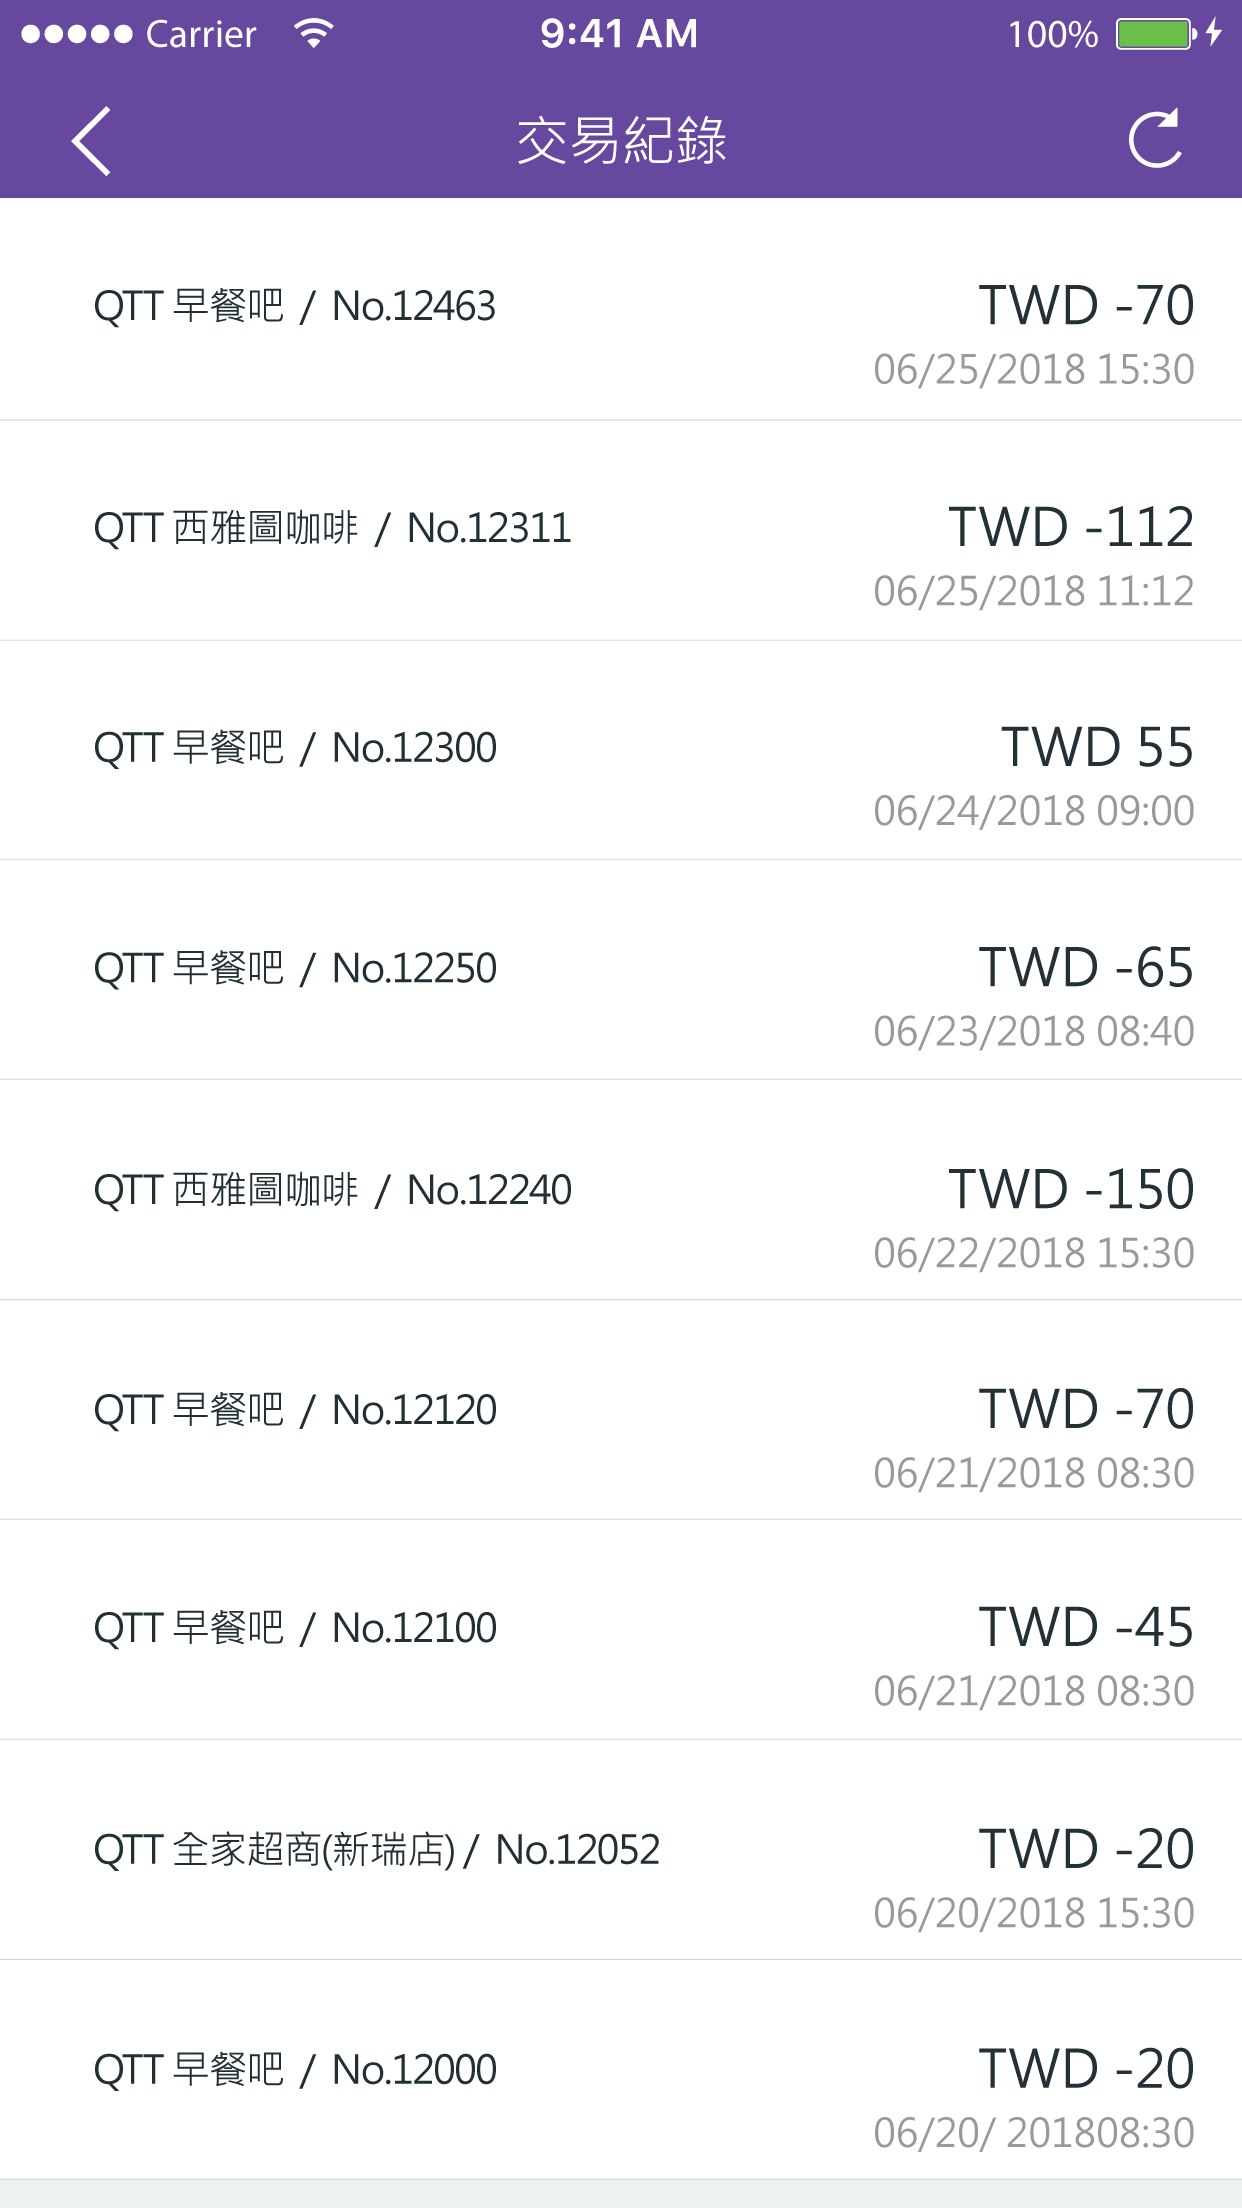 Carrier 9:41 AM 100%
交易紀錄
QTT 早餐吧 / No.12463 TWD -70
06/25/2018 15:30
QTT 西雅圖咖啡 / No.12311 TWD -112
06/25/2018 11:12
QTT 早餐吧 / No.12300 TWD 55
06/24/2018 09:00
QTT 早餐吧 / No.12250 TWD -65
06/23/2018 08:40
QTT 西雅圖咖啡 / No.12240 TWD -150
06/22/2018 15:30
QTT 早餐吧 / No.12120 TWD -70
06/21/2018 08:30
QTT 早餐吧 / No.12100 TWD -45
06/21/2018 08:30
QTT 全家超商(新瑞店) / No.12052 TWD -20
06/20/2018 15:30
QTT 早餐吧 / No.12000 TWD -20
06/20/ 201808:30